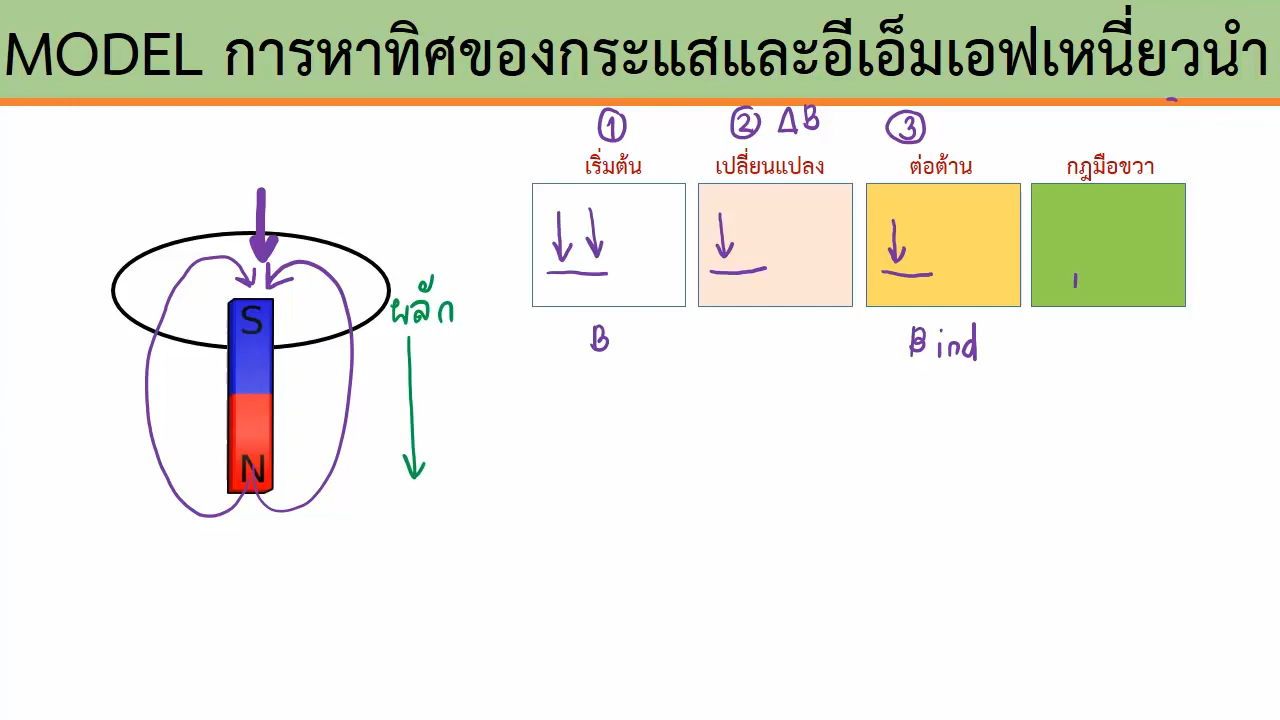 MODEL การหาทิศของกระแสและอีเอ็มเอฟเหนี่ยวนำ
1 2 ΔB 3
เริ่มต้น เปลี่ยนแปลง ต่อต้าน กฎมือขวา
S
ผลัก
B B ind
N